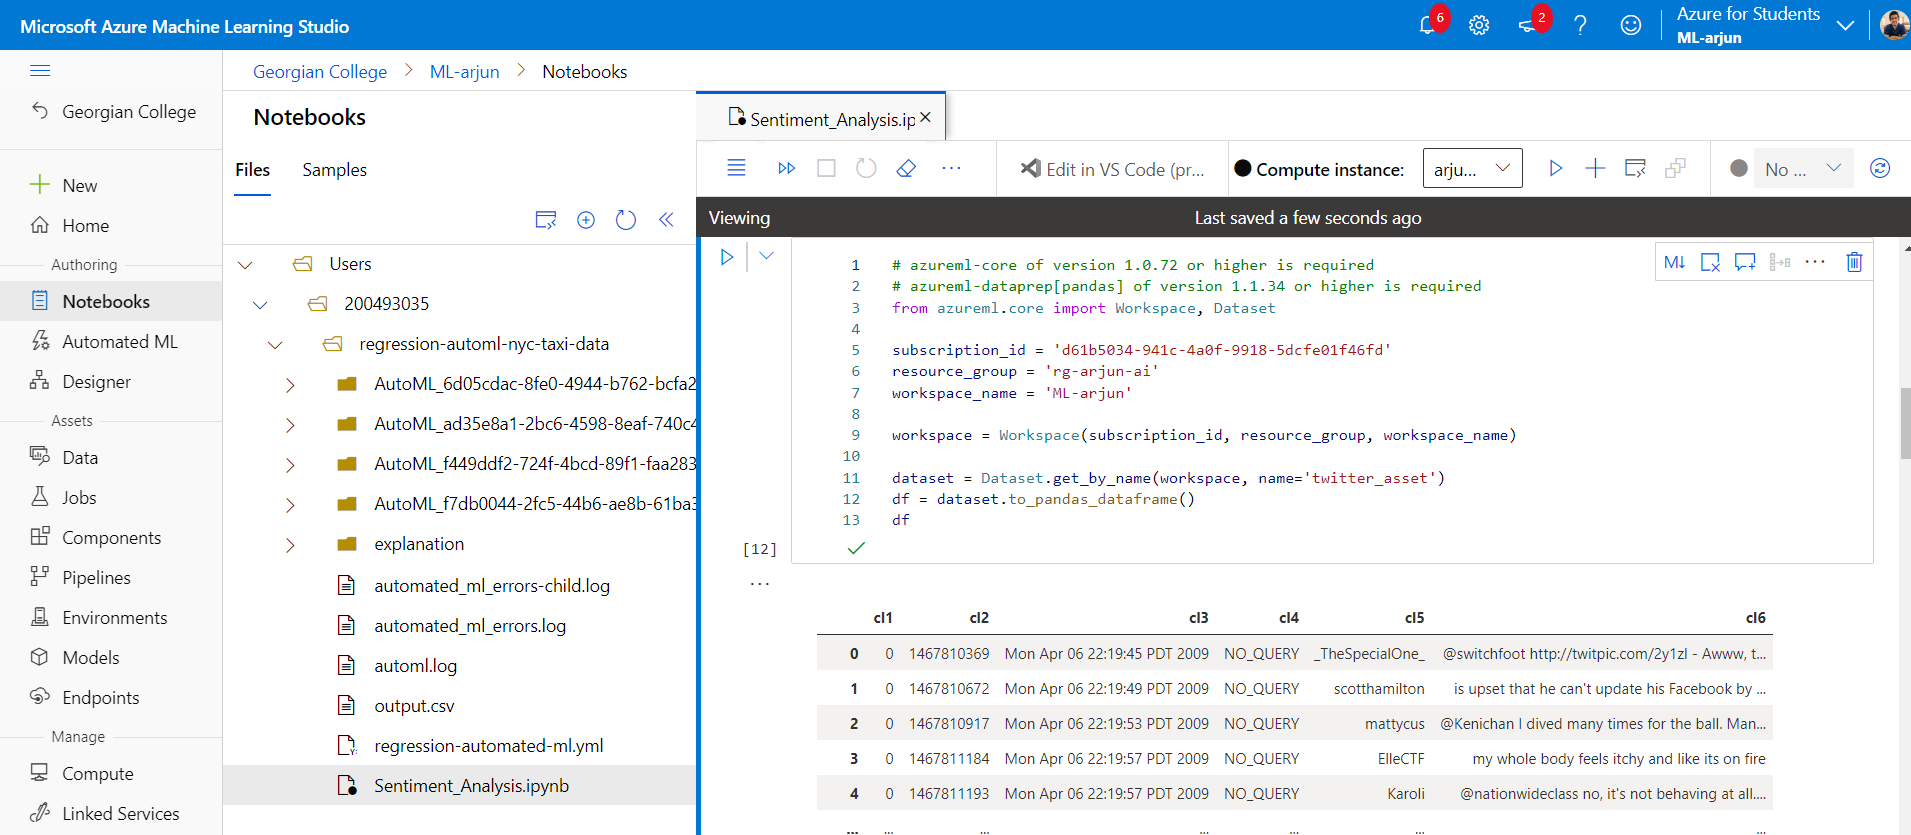 Microsoft Azure Machine Learning Studio
6
2
Azure for Students
ML-arjun
Georgian College
New
Home
Authoring
Notebooks
Automated ML
Designer
Assets
Data
Jobs
Components
Pipelines
Environments
Models
Endpoints
Manage
Compute
Linked Services
Georgian College > ML-arjun > Notebooks
Notebooks
Files Samples
Users
200493035
regression-automl-nyc-taxi-data
AutoML_6d05cdac-8fe0-4944-b762-bcfa2
AutoML_ad35e8a1-2bc6-4598-8eaf-740c4
AutoML_f449ddf2-724f-4bcd-89f1-faa283
AutoML_f7db0044-2fc5-44b6-ae8b-61ba3
explanation
automated_ml_errors-child.log
automated_ml_errors.log
automl.log
output.csv
regression-automated-ml.yml
Sentiment_Analysis.ipynb
Sentiment_Analysis.ip
Edit in VS Code (pr... Compute instance: arju... No ...
Viewing Last saved a few seconds ago
M↓
1 # azureml-core of version 1.0.72 or higher is required
2 # azureml-dataprep[pandas] of version 1.1.34 or higher is required
3 from azureml.core import Workspace, Dataset
4
5 subscription_id = 'd61b5034-941c-4a0f-9918-5dcfe01f46fd'
6 resource_group = 'rg-arjun-ai'
7 workspace_name = 'ML-arjun'
8
9 workspace = Workspace(subscription_id, resource_group, workspace_name)
10
11 dataset = Dataset.get_by_name(workspace, name='twitter_asset')
12 df = dataset.to_pandas_dataframe()
13 df
[12]
...
cl1 cl2 cl3 cl4 cl5 cl6
0 0 1467810369 Mon Apr 06 22:19:45 PDT 2009 NO_QUERY _TheSpecialOne_ @switchfoot http://twitpic.com/2y1zl - Awww, t...
1 0 1467810672 Mon Apr 06 22:19:49 PDT 2009 NO_QUERY scotthamilton is upset that he can't update his Facebook by ...
2 0 1467810917 Mon Apr 06 22:19:53 PDT 2009 NO_QUERY mattycus @Kenichan I dived many times for the ball. Man...
3 0 1467811184 Mon Apr 06 22:19:57 PDT 2009 NO_QUERY ElleCTF my whole body feels itchy and like its on fire
4 0 1467811193 Mon Apr 06 22:19:57 PDT 2009 NO_QUERY Karoli @nationwideclass no, it's not behaving at all....
... ... ... ... ... ... ...